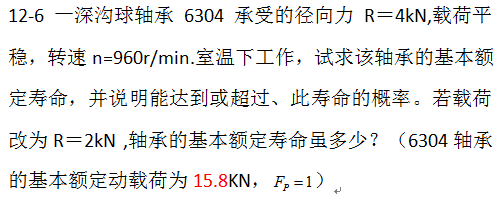 12-6 一深沟球轴承 6304 承受的径向力 R＝4kN,载荷平
稳，转速 n=960r/min.室温下工作，试求该轴承的基本额
定寿命，并说明能达到或超过、此寿命的概率。若载荷
改为 R＝2kN ,轴承的基本额定寿命虽多少？（6304 轴承
的基本额定动载荷为 15.8KN， F_P=1）